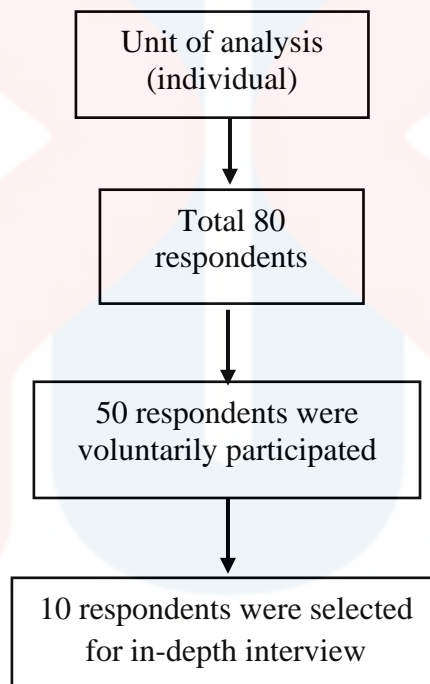 Unit of analysis
(individual)
Total 80
respondents
50 respondents were
voluntarily participated
10 respondents were selected
for in-depth interview